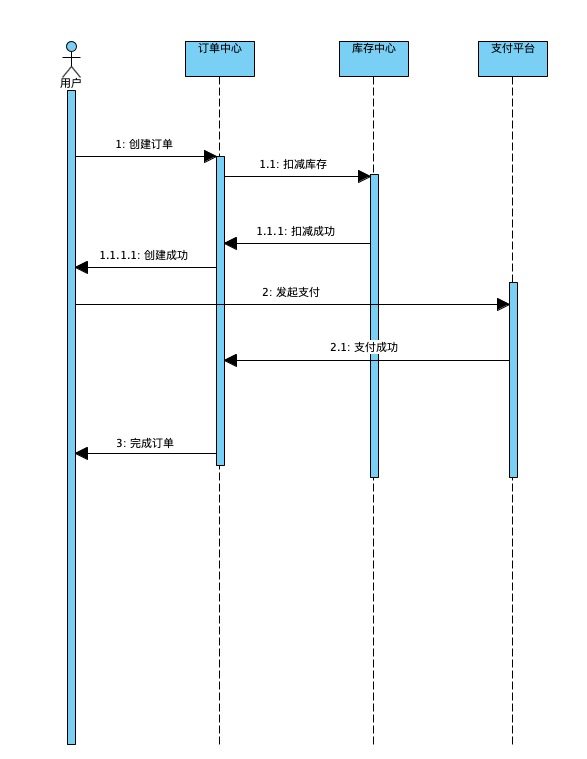 用户
订单中心
库存中心
支付平台
1: 创建订单
1.1: 扣减库存
1.1.1: 扣减成功
1.1.1.1: 创建成功
2: 发起支付
2.1: 支付成功
3: 完成订单